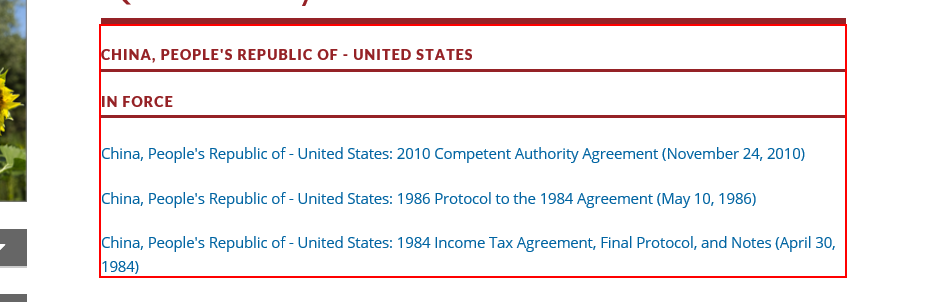 CHINA, PEOPLE'S REPUBLIC OF - UNITED STATES
IN FORCE
China, People's Republic of - United States: 2010 Competent Authority Agreement (November 24, 2010)
China, People's Republic of - United States: 1986 Protocol to the 1984 Agreement (May 10, 1986)
China, People's Republic of - United States: 1984 Income Tax Agreement, Final Protocol, and Notes (April 30,
1984)